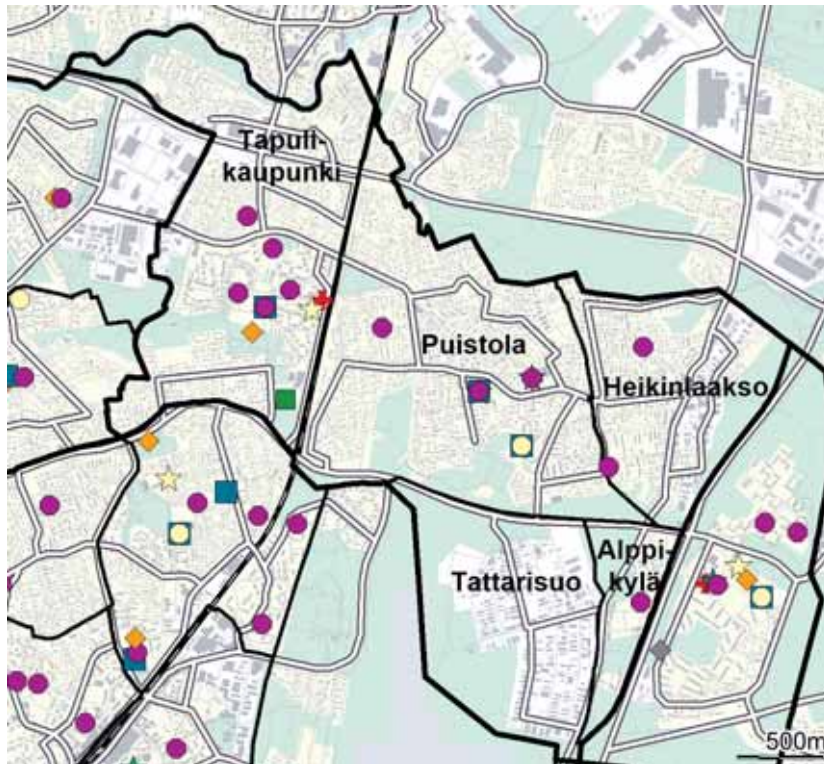 Tapuli-
kaupunki
Puistola
Heikinlaakso
Tattarisuo
Alppi-
kylä
500m